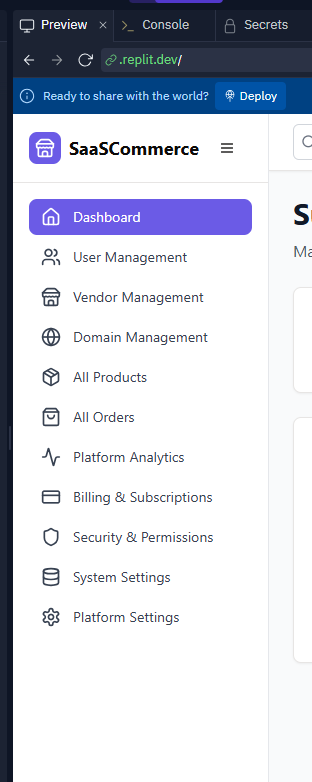 Preview
Console
Secrets
.replit.dev/
Ready to share with the world?
Deploy
SaaSCommerce
Dashboard
User Management
Vendor Management
Domain Management
All Products
All Orders
Platform Analytics
Billing & Subscriptions
Security & Permissions
System Settings
Platform Settings